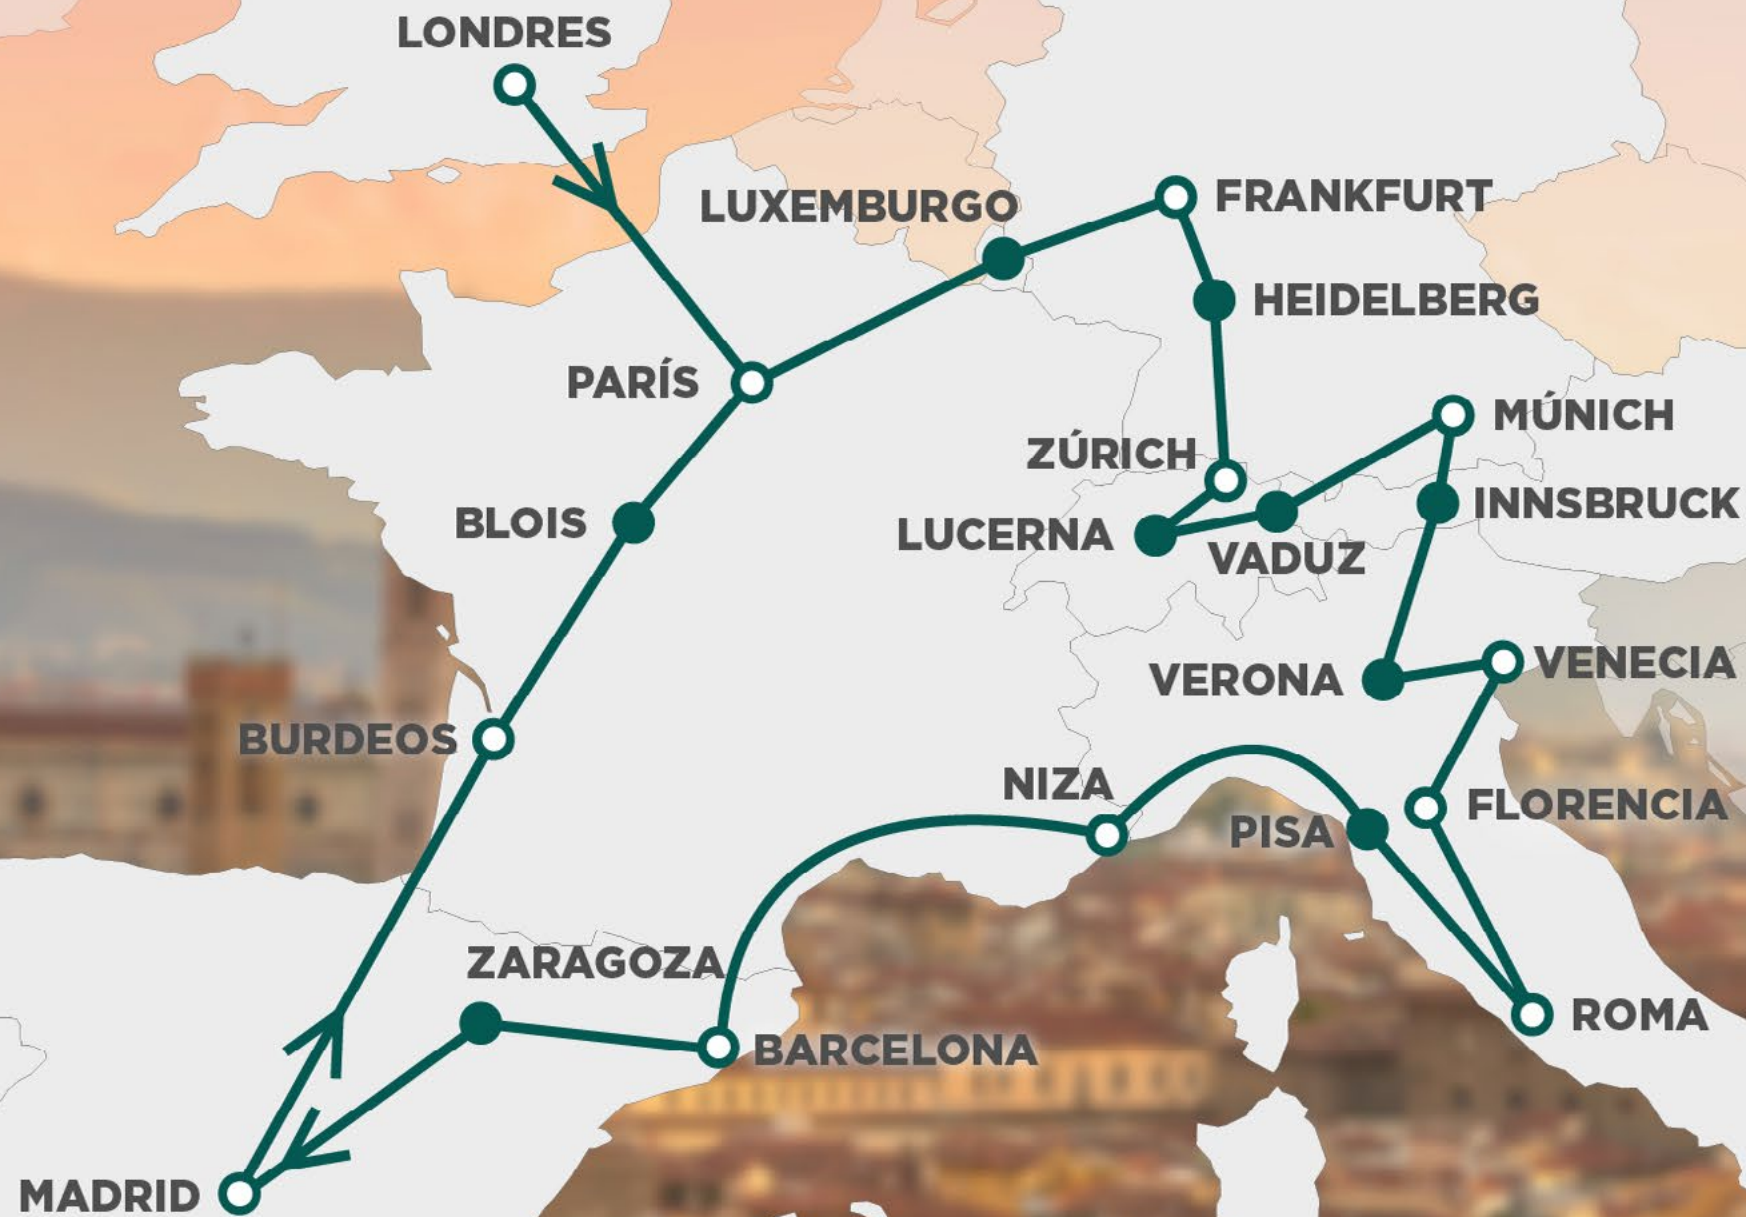 LONDRES
LUXEMBURGO
FRANKFURT
HEIDELBERG
PARÍS
MÚNICH
ZÚRICH
INNSBRUCK
BLOIS
LUCERNA
VADUZ
VENECIA
VERONA
BURDEOS
NIZA
FLORENCIA
PISA
ZARAGOZA
ROMA
BARCELONA
MADRID